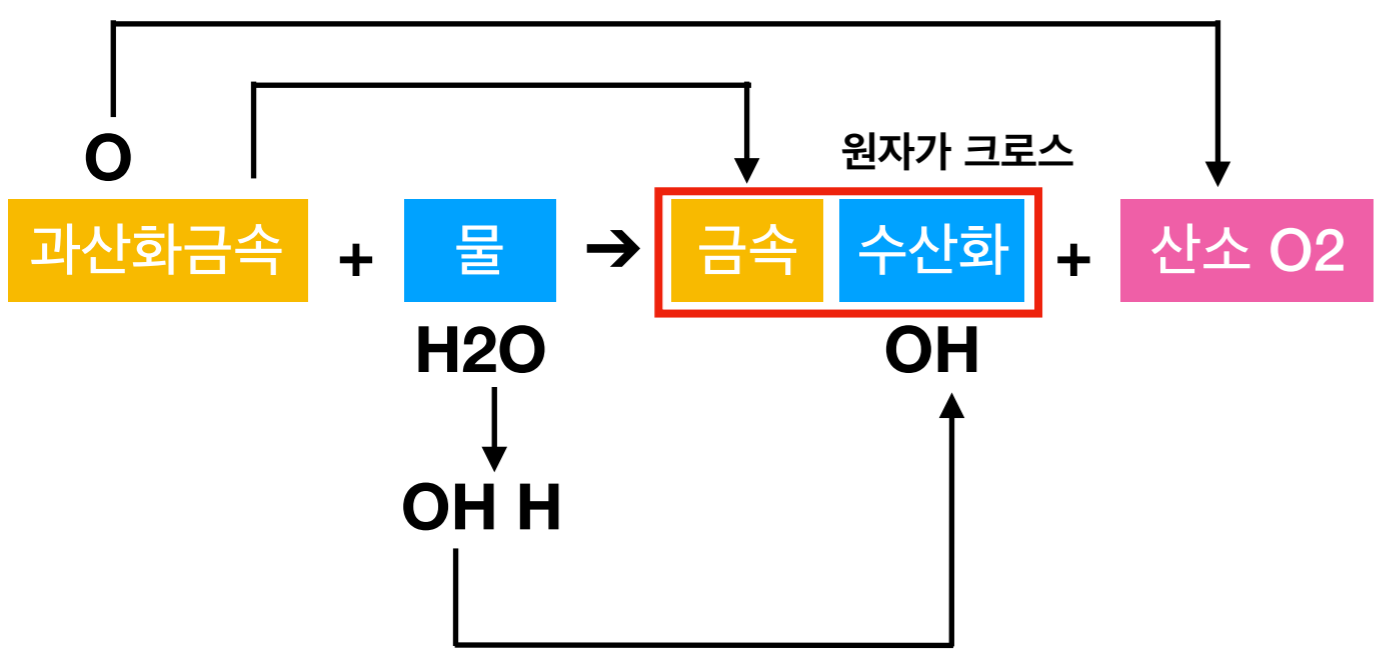 O
원자가 크로스
과산화금속 + 물 → 금속 수산화 + 산소 O2
H2O
OH
OH H